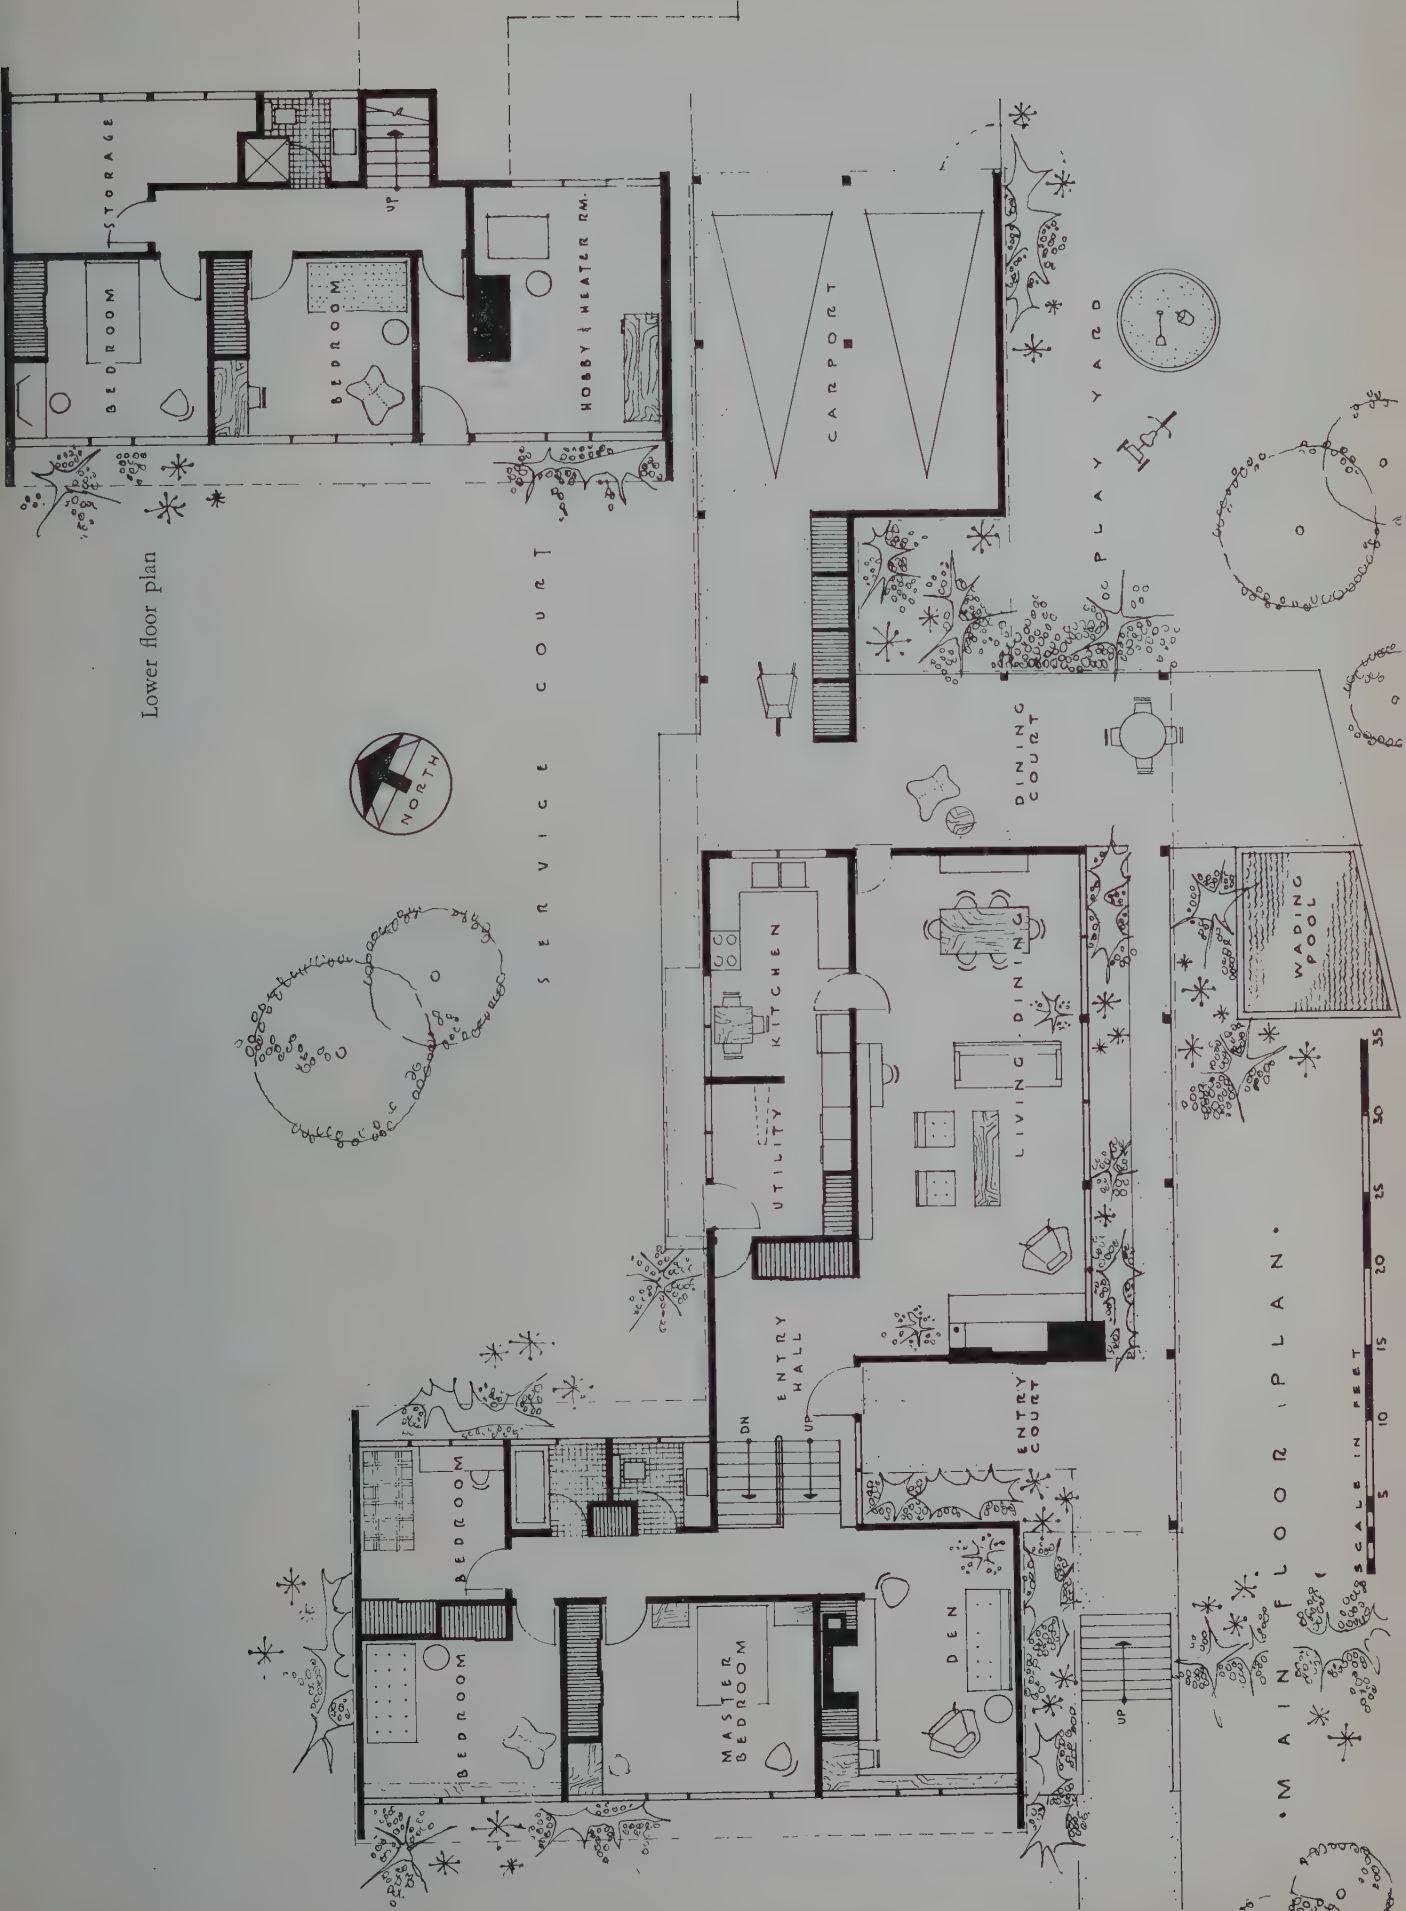 STORAGE
UP
BEDROOM
BEDROOM
HOBBY & HEATER RM.
Lower floor plan
NORTH
SERVICE COURT
CARPORT
PLAY YARD
DINING
COURT
KITCHEN
UTILITY
LIVING . DINING
WADING
POOL
ENTRY
HALL
DN
UP
ENTRY
COURT
BEDROOM
BEDROOM
MASTER
BEDROOM
DEN
UP
· MAIN FLOOR PLAN ·
SCALE IN FEET
5 10 15 20 25 30 35